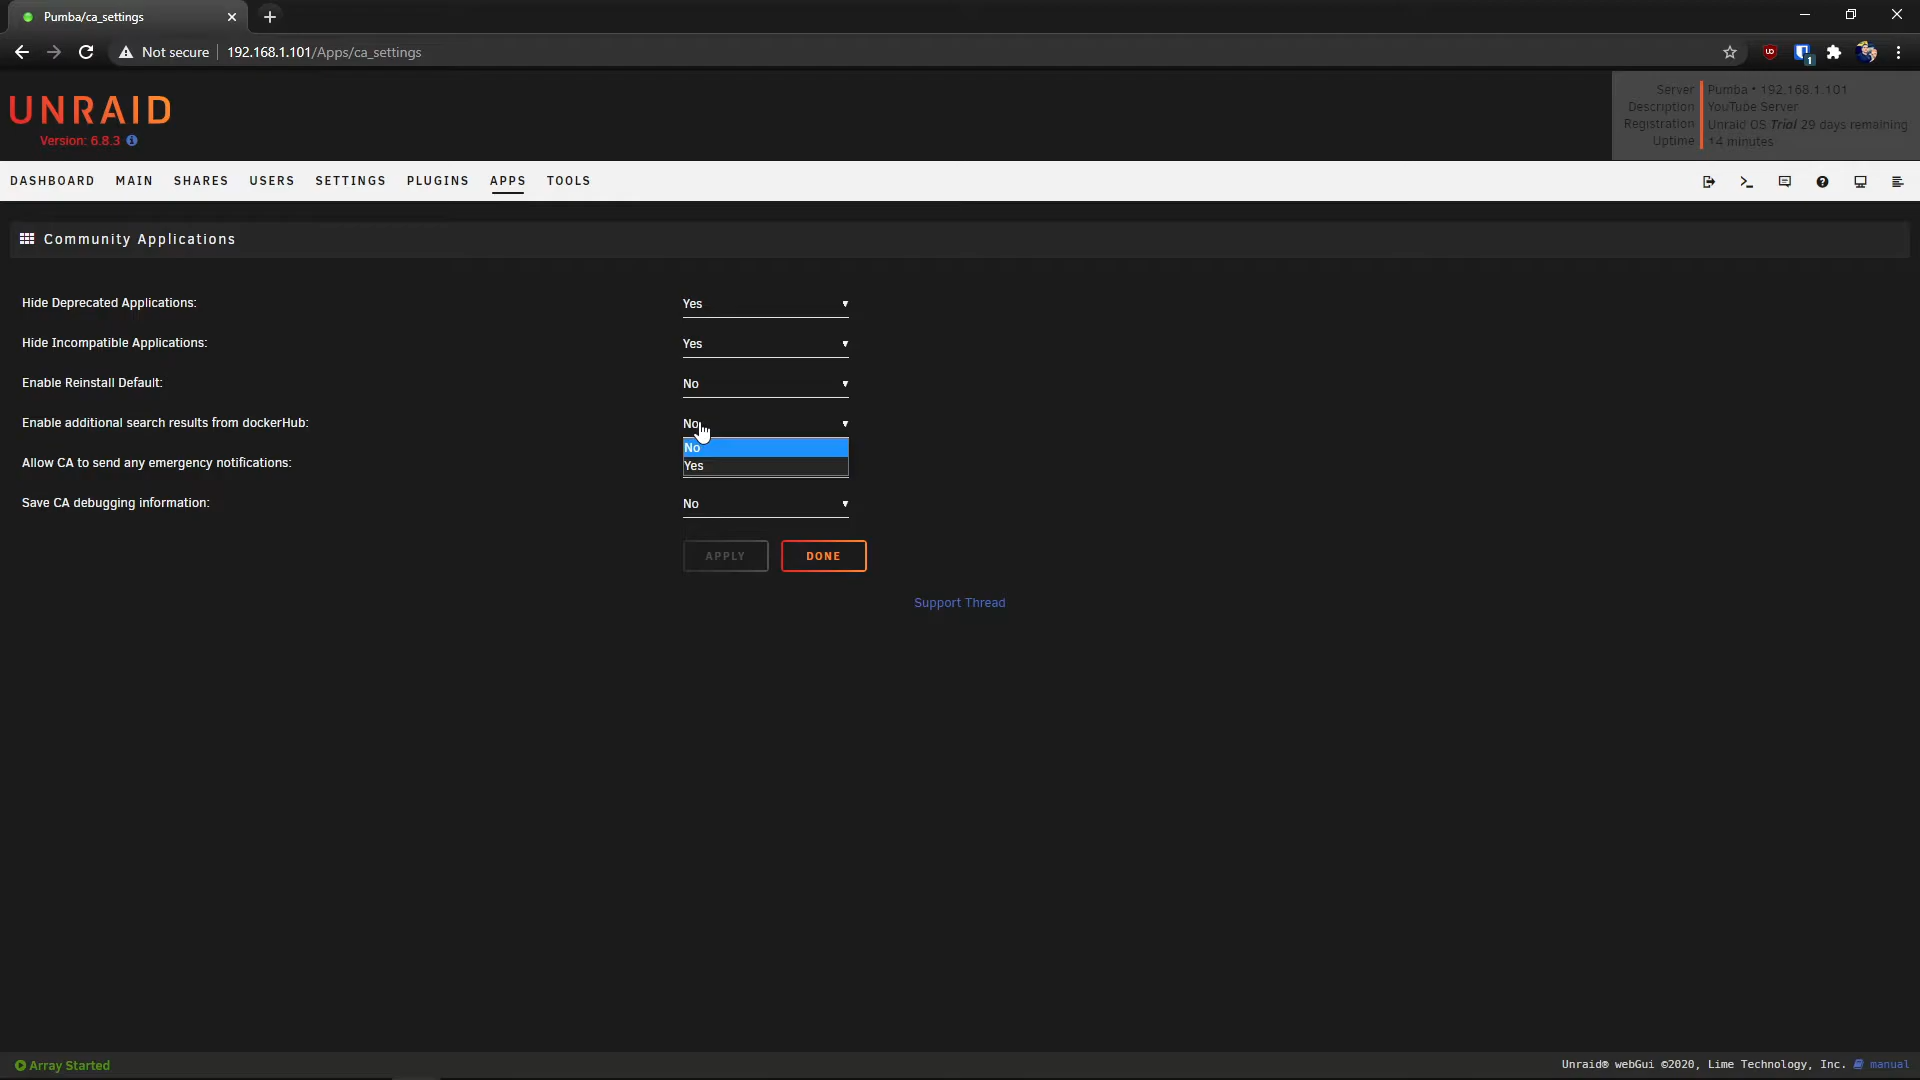 Pumba/ca_settings
Not secure
192.168.1.101/Apps/ca_settings
1
UNRAID
Version: 6.8.3
Server
Pumba • 192.168.1.101
Description
YouTube Server
Registration
Unraid OS Trial 29 days remaining
Uptime
14 minutes
DASHBOARD MAIN SHARES USERS SETTINGS PLUGINS APPS TOOLS
Community Applications
Hide Deprecated Applications:
Yes
Hide Incompatible Applications:
Yes
Enable Reinstall Default:
No
Enable additional search results from dockerHub:
No
No
Yes
Allow CA to send any emergency notifications:
Save CA debugging information:
No
APPLY
DONE
Support Thread
Array Started
Unraid® webGui ©2020, Lime Technology, Inc. manual